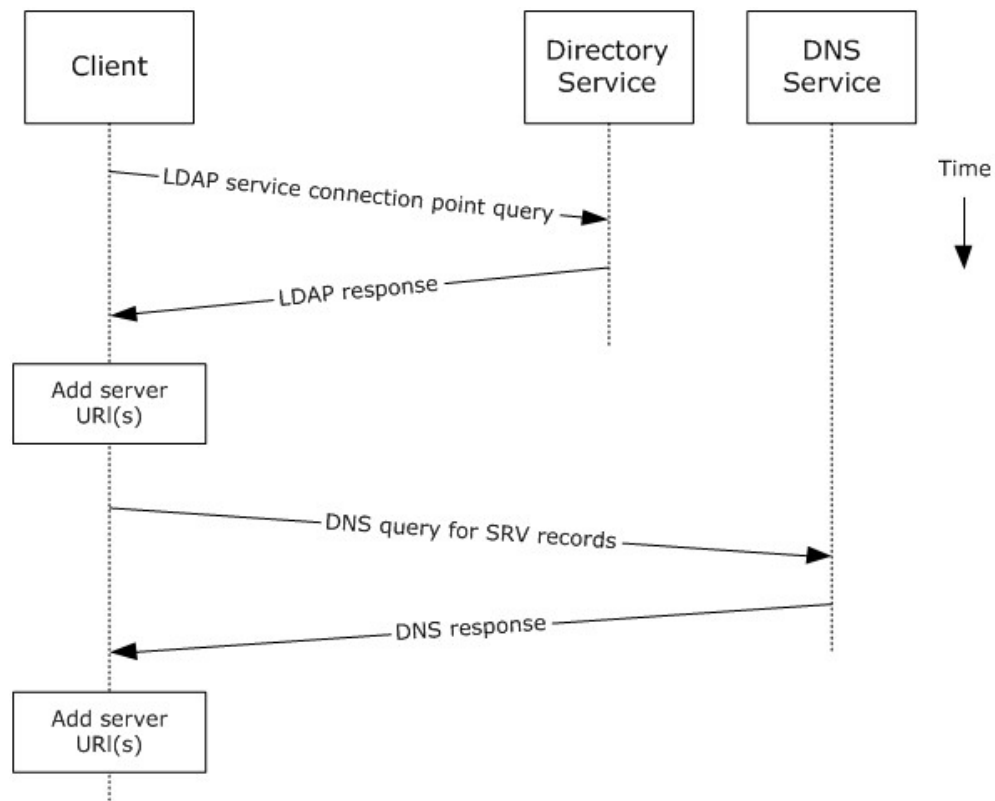 Client
Directory
Service
DNS
Service
Time
LDAP service connection point query
LDAP response
Add server
URI(s)
DNS query for SRV records
DNS response
Add server
URI(s)